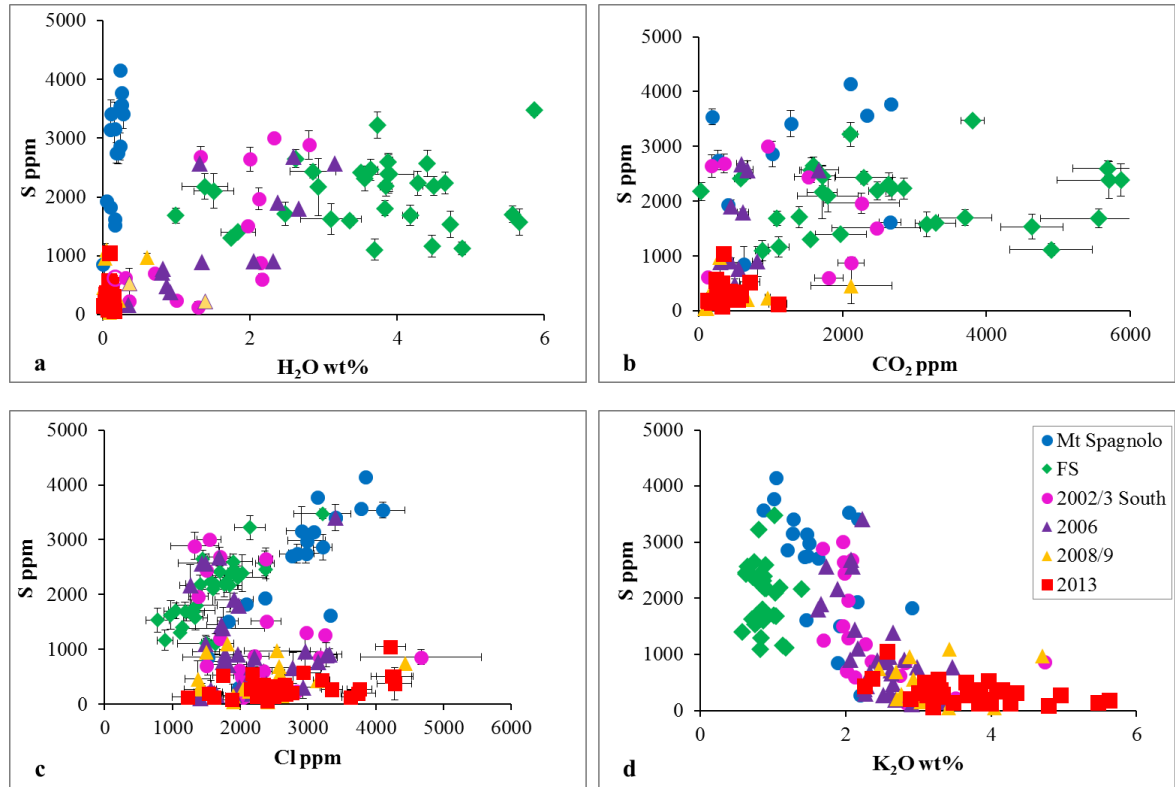 5000
4000
3000
2000
1000
0
S ppm
0 2 4 6
a
H₂O wt%
5000
4000
3000
2000
1000
0
S ppm
0 2000 4000 6000
b
CO₂ ppm
5000
4000
3000
2000
1000
0
S ppm
0 1000 2000 3000 4000 5000 6000
c
Cl ppm
5000
4000
3000
2000
1000
0
S ppm
0 2 4 6
d
K₂O wt%
Mt Spagnolo
FS
2002/3 South
2006
2008/9
2013